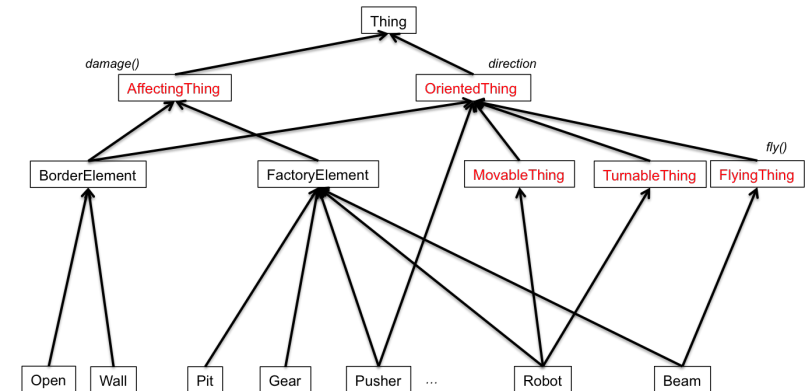 Thing
damage()
direction
AffectingThing
OrientedThing
fly()
BorderElement
FactoryElement
MovableThing
TurnableThing
FlyingThing
Open
Wall
Pit
Gear
Pusher
...
Robot
Beam